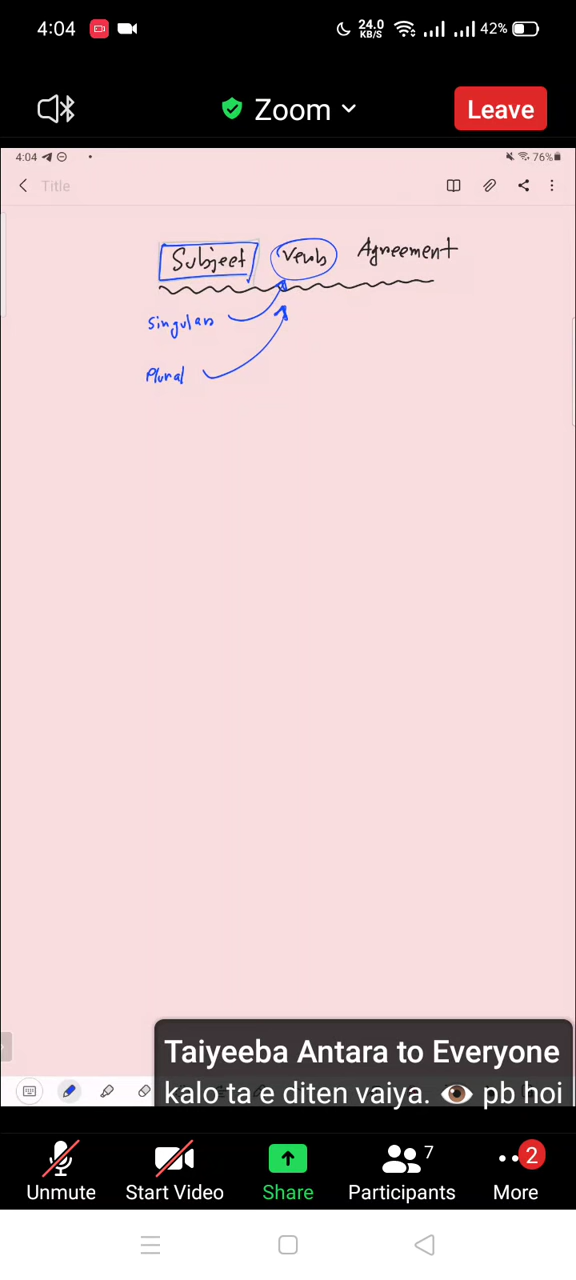 4:04 24.0 KB/S 42%
Zoom Leave
4:04 76%
Title
Subject Verb Agreement
Singular
Plural
Taiyeeba Antara to Everyone
kalo ta e diten vaiya. 👁 pb hoi
7 2
Unmute Start Video Share Participants More